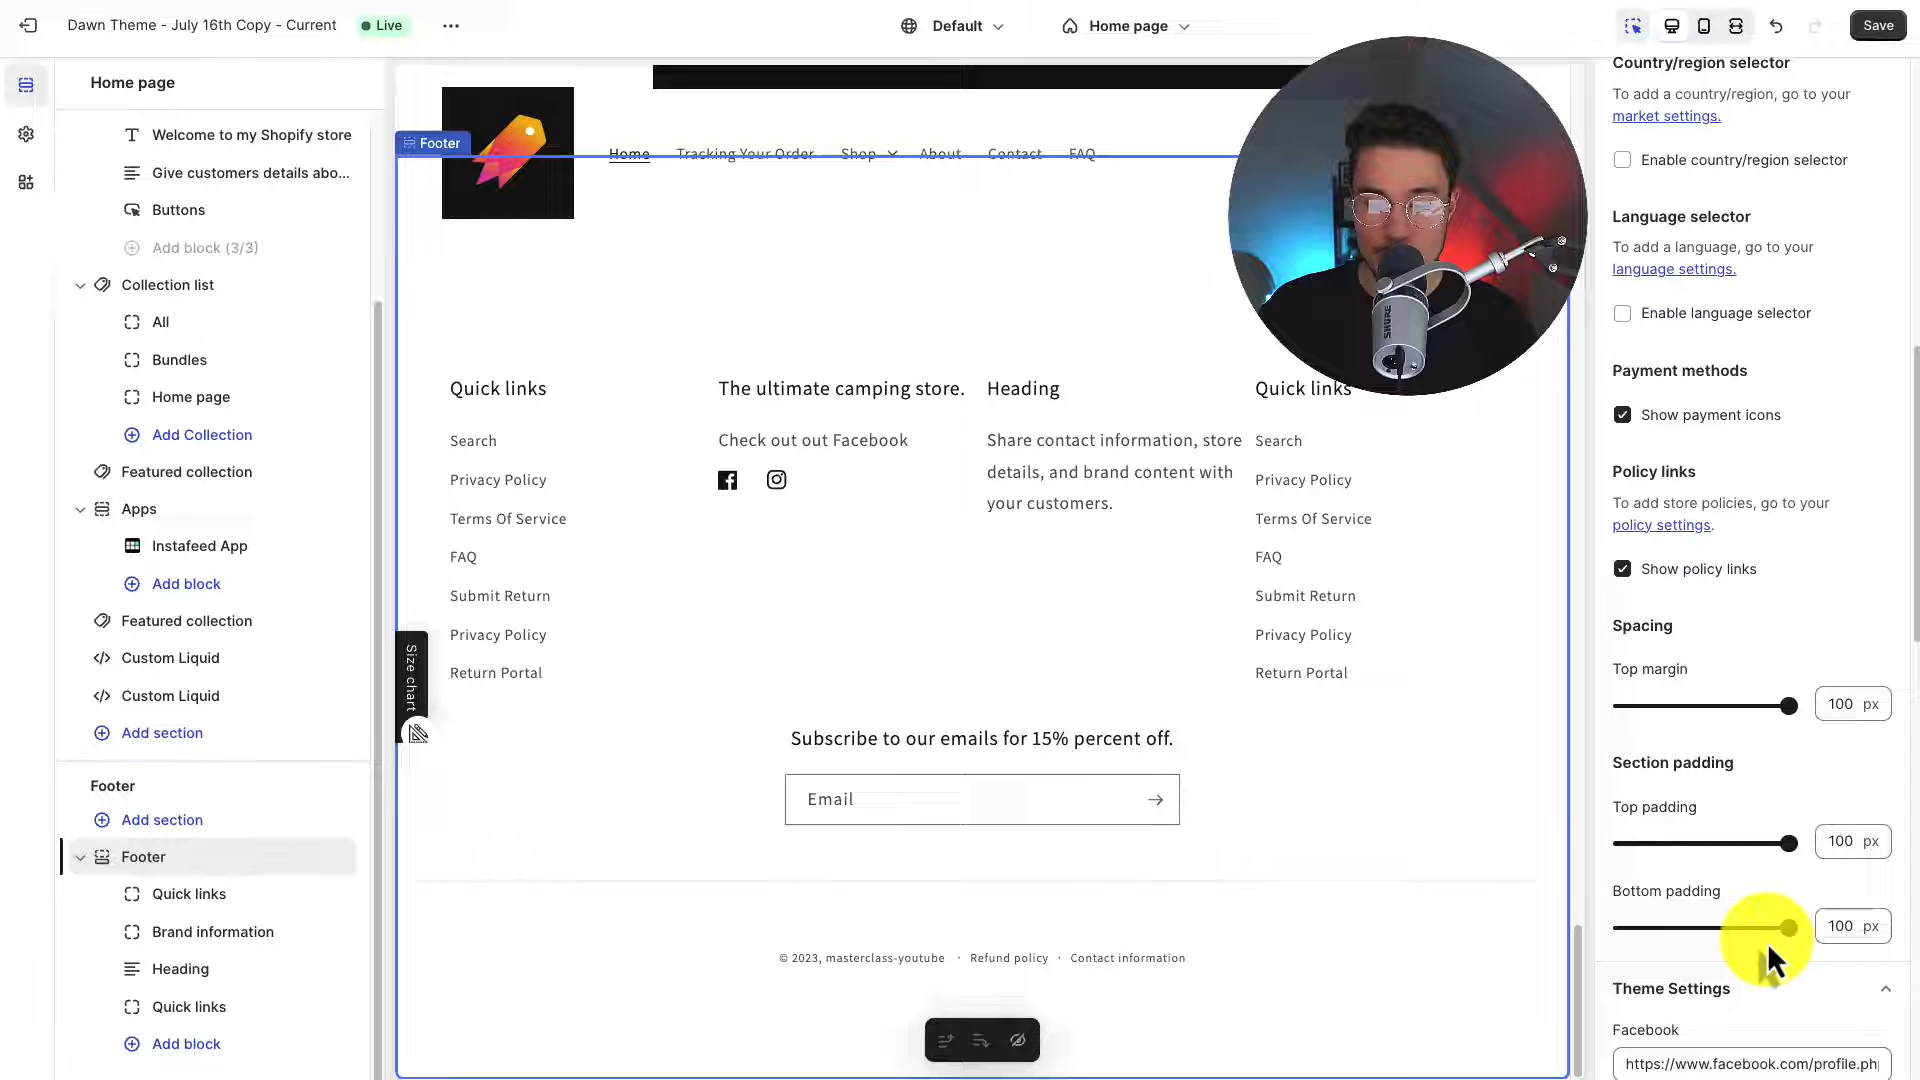 Dawn Theme - July 16th Copy - Current
Live
Default
Home page
Save
Home page
Welcome to my Shopify store
Give customers details abo...
Buttons
Add block (3/3)
Collection list
All
Bundles
Home page
Add Collection
Featured collection
Apps
Instafeed App
Add block
Featured collection
Custom Liquid
Custom Liquid
Add section
Footer
Add section
Footer
Quick links
Brand information
Heading
Quick links
Add block
Footer
Home
Tracking Your Order
Shop
About
Contact
FAQ
SHURE
Quick links
Search
Privacy Policy
Terms Of Service
FAQ
Submit Return
Privacy Policy
Return Portal
The ultimate camping store.
Check out out Facebook
Heading
Share contact information, store
details, and brand content with
your customers.
Quick links
Search
Privacy Policy
Terms Of Service
FAQ
Submit Return
Privacy Policy
Return Portal
Size chart
Subscribe to our emails for 15% percent off.
Email
© 2023, masterclass-youtube · Refund policy · Contact information
Country/region selector
To add a country/region, go to your
market settings.
Enable country/region selector
Language selector
To add a language, go to your
language settings.
Enable language selector
Payment methods
Show payment icons
Policy links
To add store policies, go to your
policy settings.
Show policy links
Spacing
Top margin
100 px
Section padding
Top padding
100 px
Bottom padding
100 px
Theme Settings
Facebook
https://www.facebook.com/profile.ph